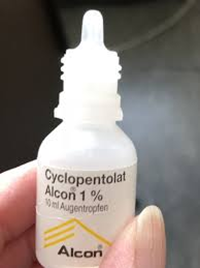 Cyclopentolat
Alcon® 1 %
10 ml Augentropfen
Alcon®